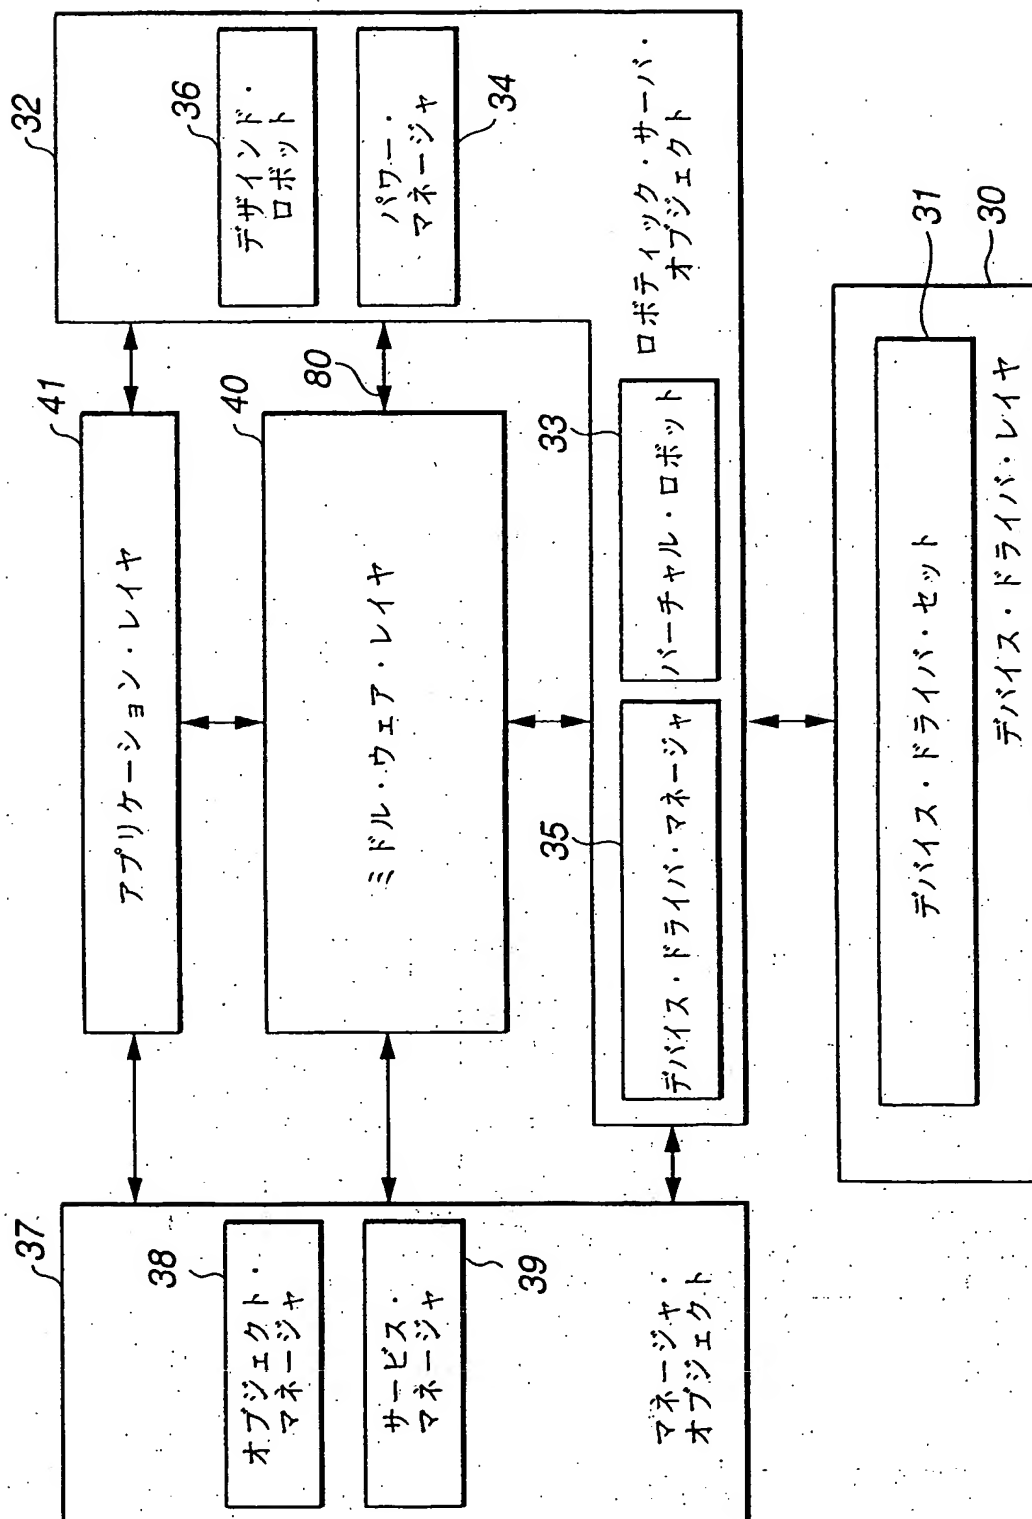 37
38
オブジェクト・
マネージャ
サービス・
マネージャ
39
マネージャ・
オブジェクト
41
アプリケーション・レイヤ
40
ミドル・ウェア・レイヤ
80
32
36
デザインド・
ロボット
パワー・
マネージャ
34
ロボティック・サーバ・
オブジェクト
35
デバイス・ドライバ・マネージャ
33
バーチャル・ロボット
31
デバイス・ドライバ・セット
30
デバイス・ドライバ・レイヤ